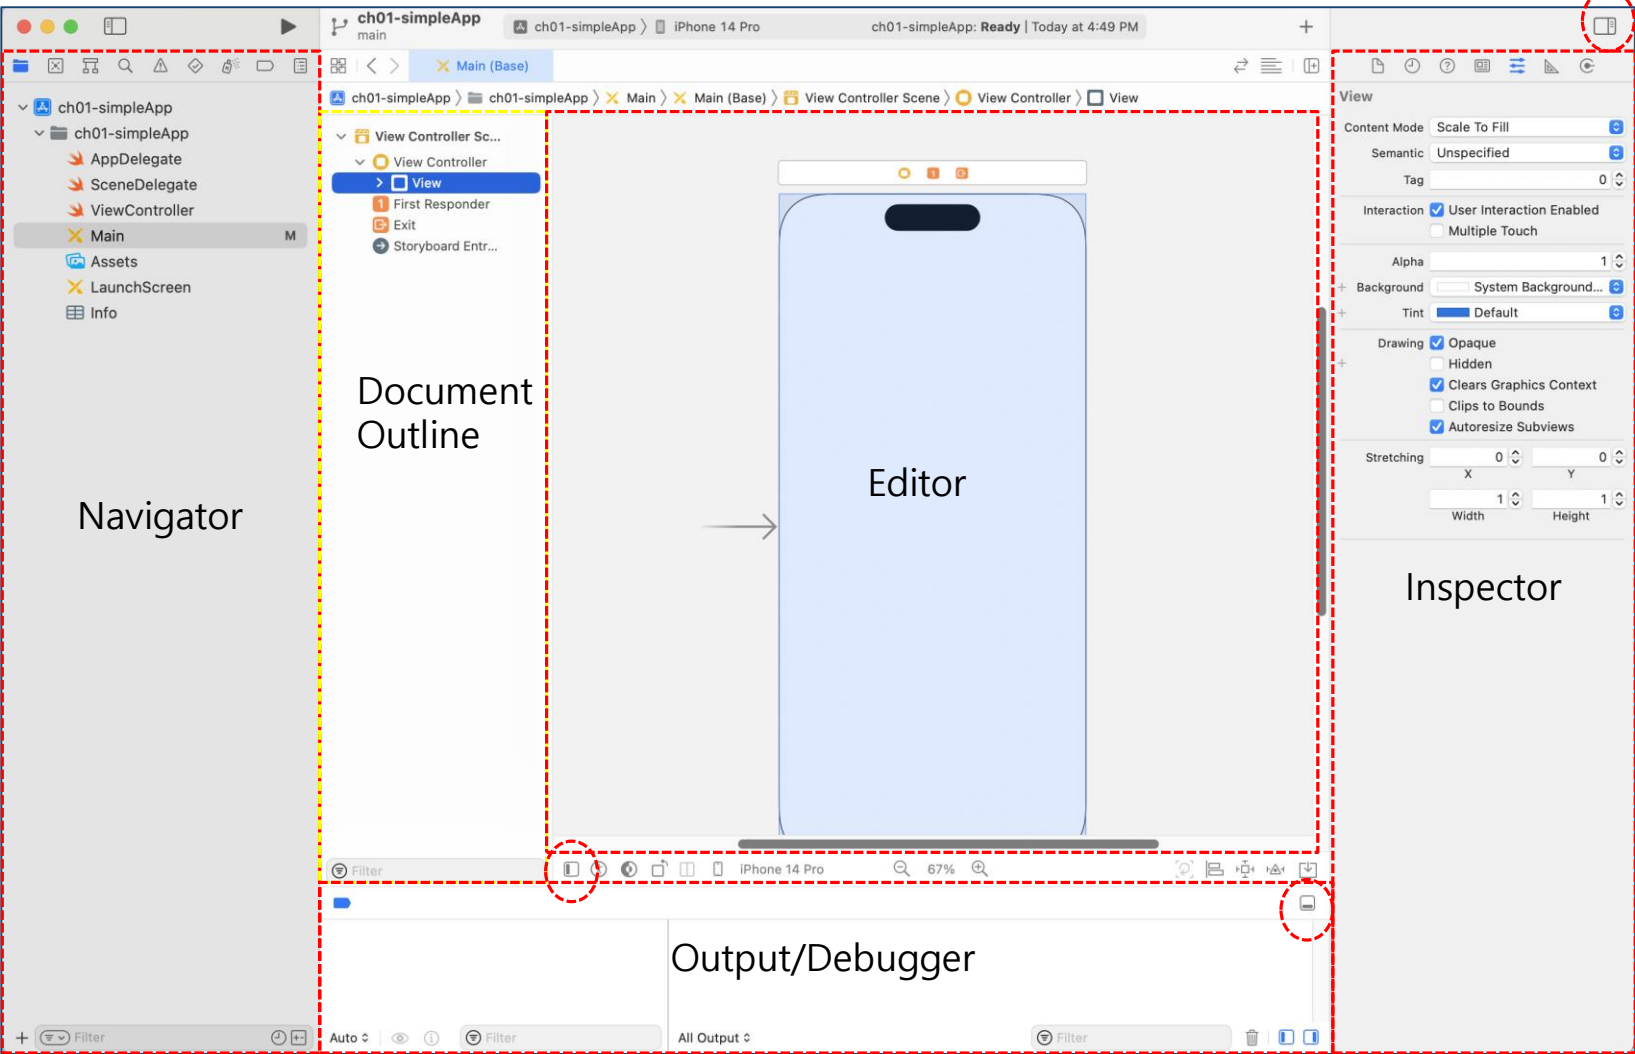 ch01-simpleApp
main
ch01-simpleApp
iPhone 14 Pro
ch01-simpleApp: Ready | Today at 4:49 PM
Main (Base)
ch01-simpleApp
ch01-simpleApp
AppDelegate
SceneDelegate
ViewController
Main M
Assets
LaunchScreen
Info
Navigator
Filter
ch01-simpleApp
ch01-simpleApp
Main
Main (Base)
View Controller Scene
View Controller
View
View Controller Sc...
View Controller
View
1 First Responder
Exit
Storyboard Entr...
Document
Outline
Filter
1
Editor
iPhone 14 Pro
67%
Output/Debugger
Auto
Filter
All Output
Filter
View
Content Mode Scale To Fill
Semantic Unspecified
Tag 0
Interaction User Interaction Enabled
Multiple Touch
Alpha 1
Background System Background...
Tint Default
Drawing Opaque
Hidden
Clears Graphics Context
Clips to Bounds
Autoresize Subviews
Stretching 0 0
X Y
1 1
Width Height
Inspector